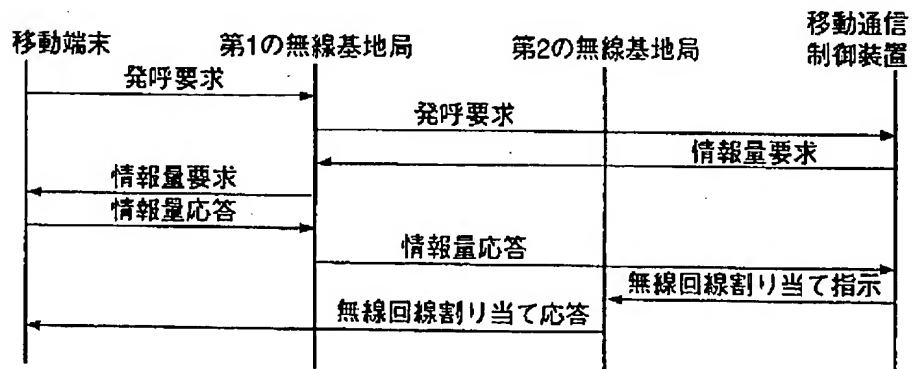 移動端末
第1の無線基地局
第2の無線基地局
移動通信
制御装置
発呼要求
発呼要求
情報量要求
情報量要求
情報量応答
情報量応答
無線回線割り当て指示
無線回線割り当て応答